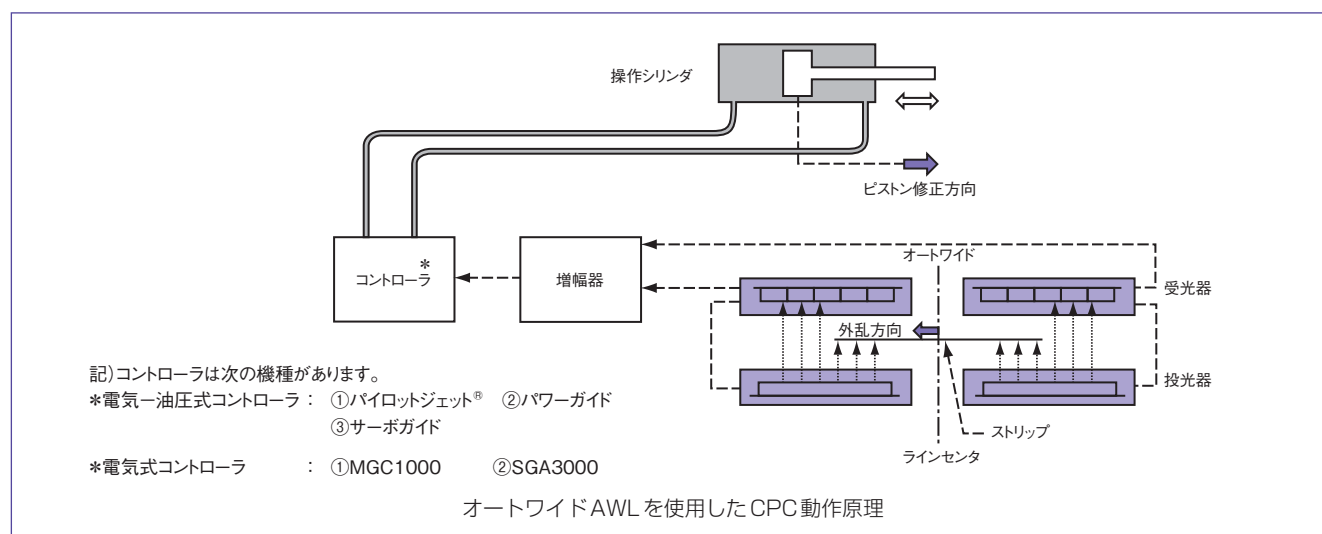 操作シリンダ
ピストン修正方向
オートワイド
コントローラ
*
増幅器
受光器
外乱方向
投光器
ストリップ
ラインセンタ
記)コントローラは次の機種があります。
*電気ー油圧式コントローラ : ①パイロットジェット® ②パワーガイド
③サーボガイド
*電気式コントローラ : ①MGC1000 ②SGA3000
オートワイドAWLを使用したCPC動作原理